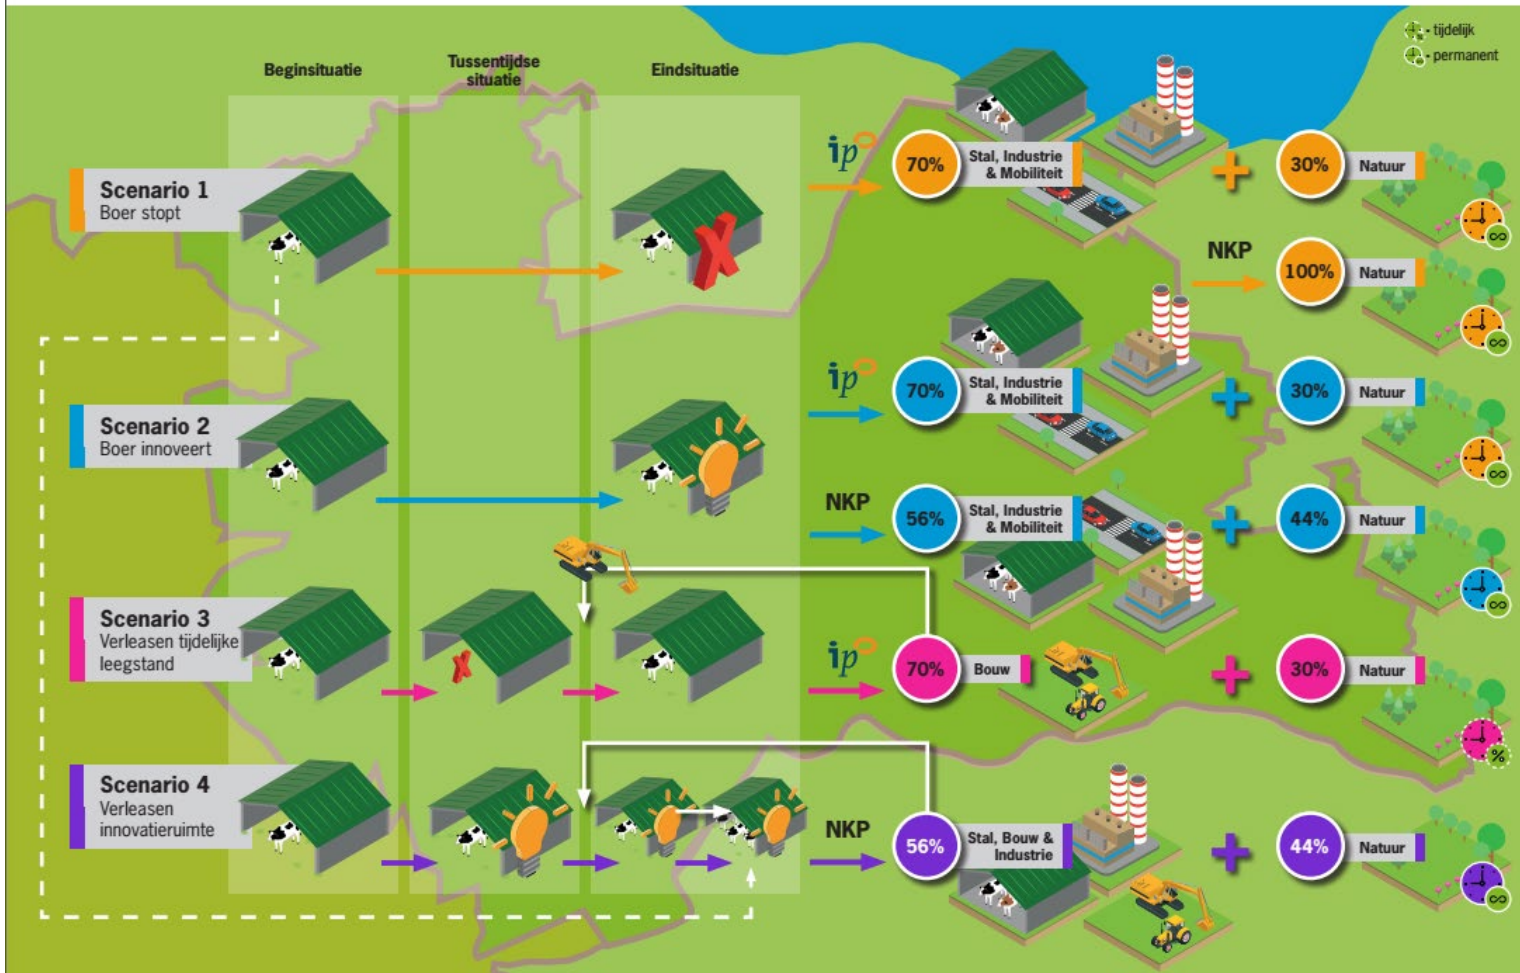 - tijdelijk
- permanent
Beginsituatie
Tussentijdse
situatie
Eindsituatie
Scenario 1
Boer stopt
ip
70%
Stal, Industrie
& Mobiliteit
+
30%
Natuur
NKP
100%
Natuur
Scenario 2
Boer innoveert
ip
70%
Stal, Industrie
& Mobiliteit
+
30%
Natuur
NKP
56%
Stal, Industrie
& Mobiliteit
+
44%
Natuur
Scenario 3
Verleasen tijdelijke
leegstand
ip
70%
Bouw
+
30%
Natuur
%
Scenario 4
Verleasen
innovatieruimte
NKP
56%
Stal, Bouw &
Industrie
+
44%
Natuur